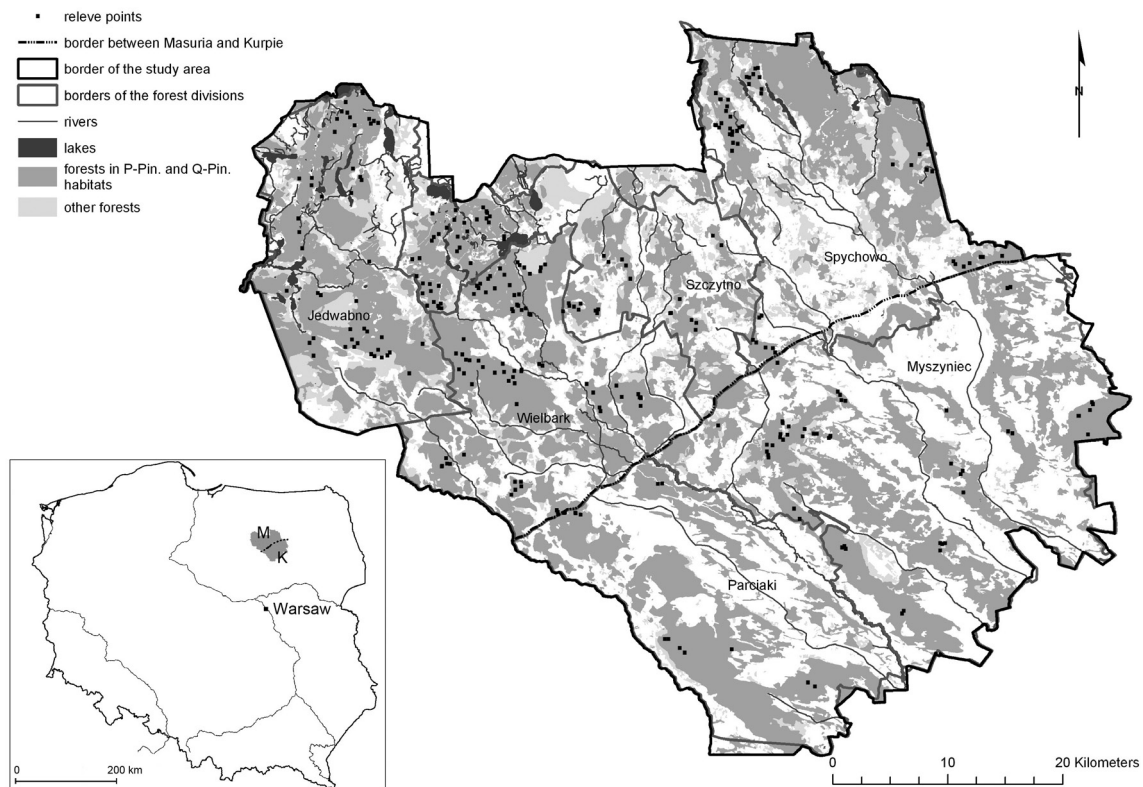 releve points
border between Masuria and Kurpie
border of the study area
borders of the forest divisions
rivers
lakes
forests in P-Pin. and Q-Pin.
habitats
other forests
N
Spychowo
Szczytno
Jedwabno
Myszyniec
Wielbark
Parciaki
M
K
Warsaw
0 200 km
0 10 20 Kilometers